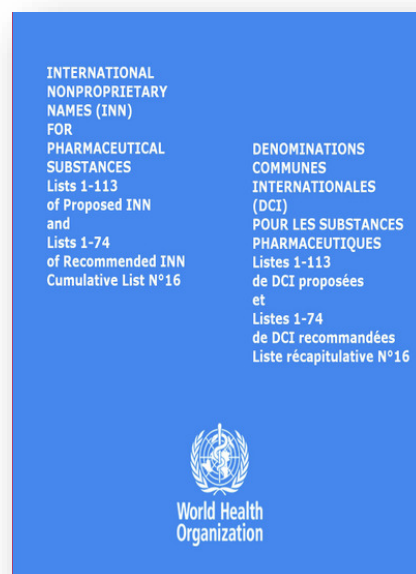 INTERNATIONAL
NONPROPRIETARY
NAMES (INN)
FOR
PHARMACEUTICAL
SUBSTANCES
Lists 1-113
of Proposed INN
and
Lists 1-74
of Recommended INN
Cumulative List N°16
DENOMINATIONS
COMMUNES
INTERNATIONALES
(DCI)
POUR LES SUBSTANCES
PHARMACEUTIQUES
Listes 1-113
de DCI proposées
et
Listes 1-74
de DCI recommandées
Liste récapitulative N°16
World Health
Organization